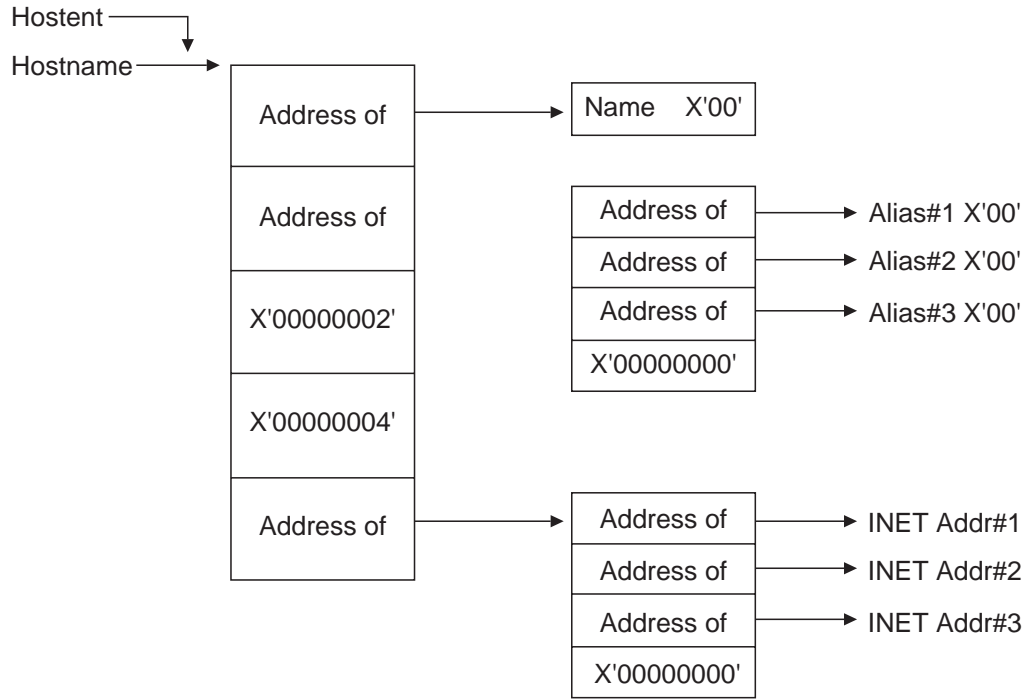 Hostent
Hostname
Address of
Name X'00'
Address of
Address of
Alias#1 X'00'
Address of
Alias#2 X'00'
X'00000002'
Address of
Alias#3 X'00'
X'00000000'
X'00000004'
Address of
Address of
INET Addr#1
Address of
INET Addr#2
Address of
INET Addr#3
X'00000000'